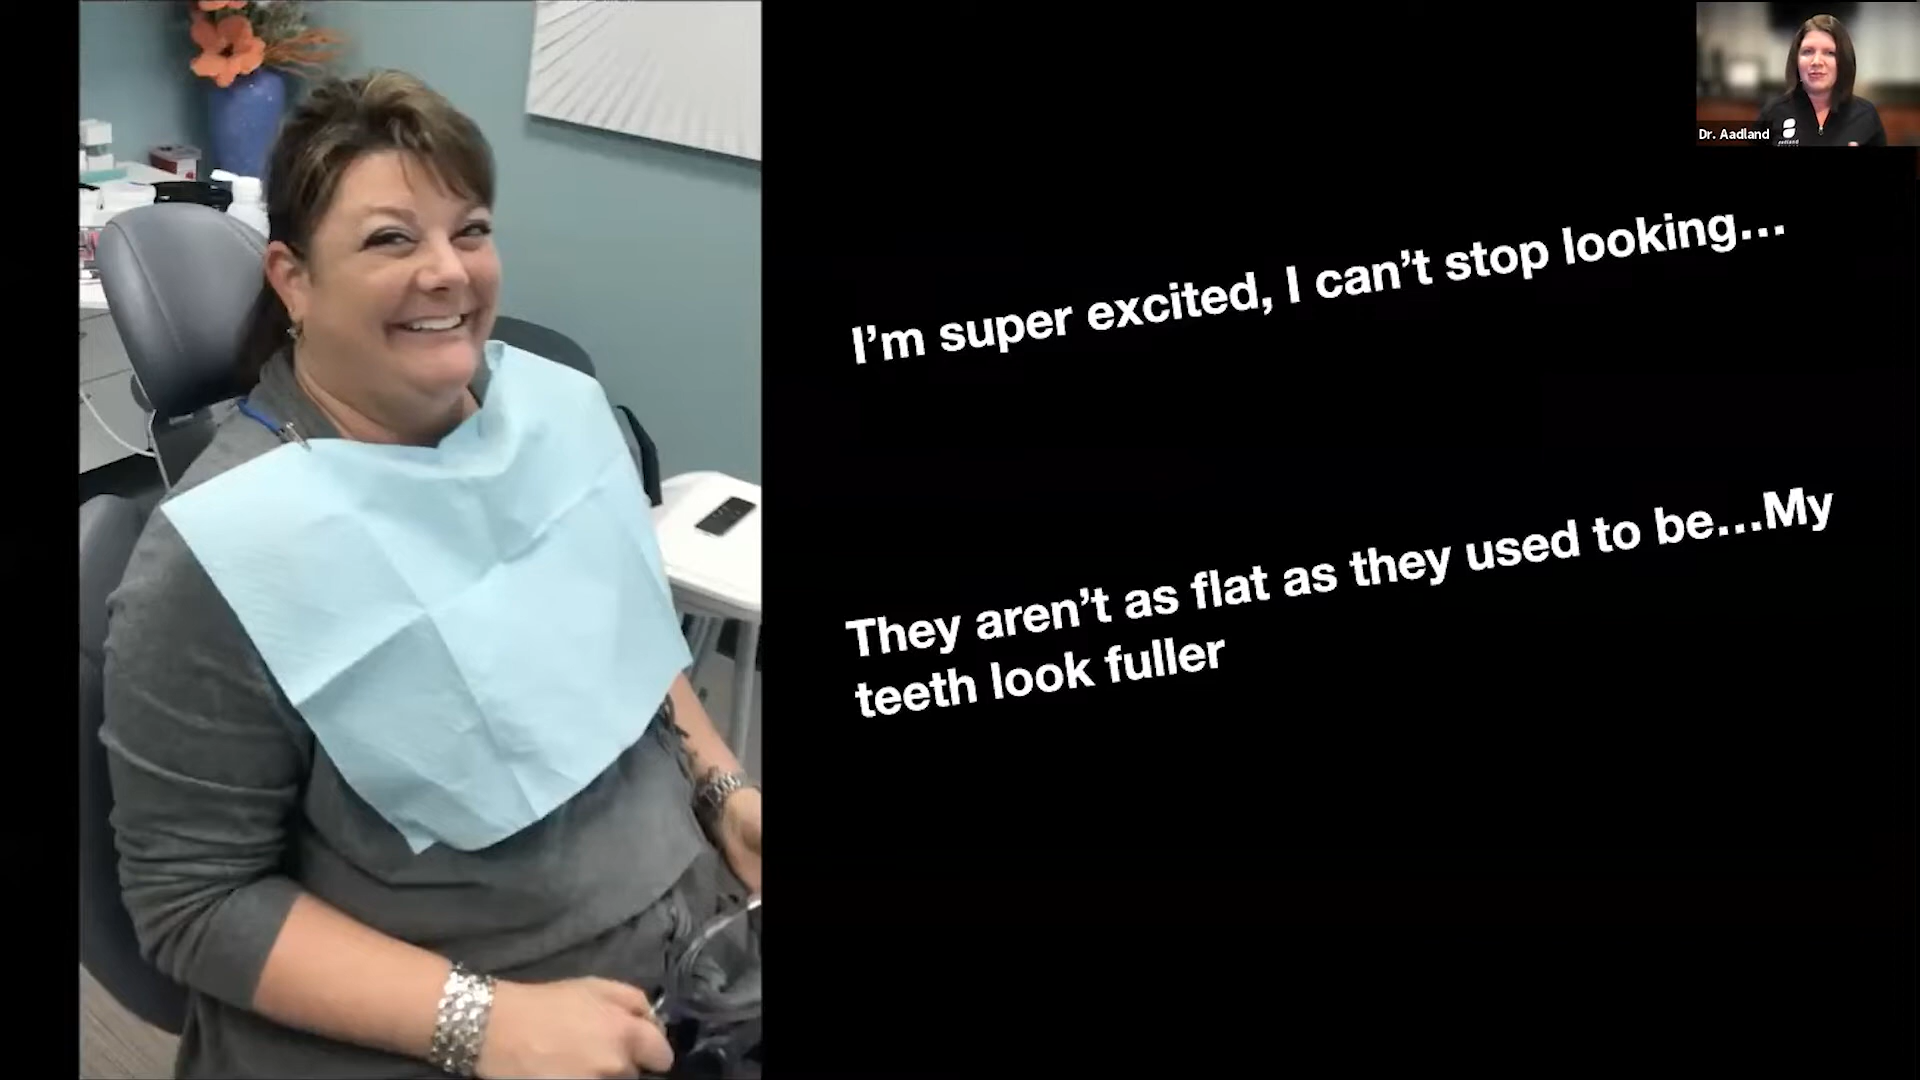 Dr. Aadland
aadland
I'm super excited, I can't stop looking...
They aren't as flat as they used to be...My
teeth look fuller